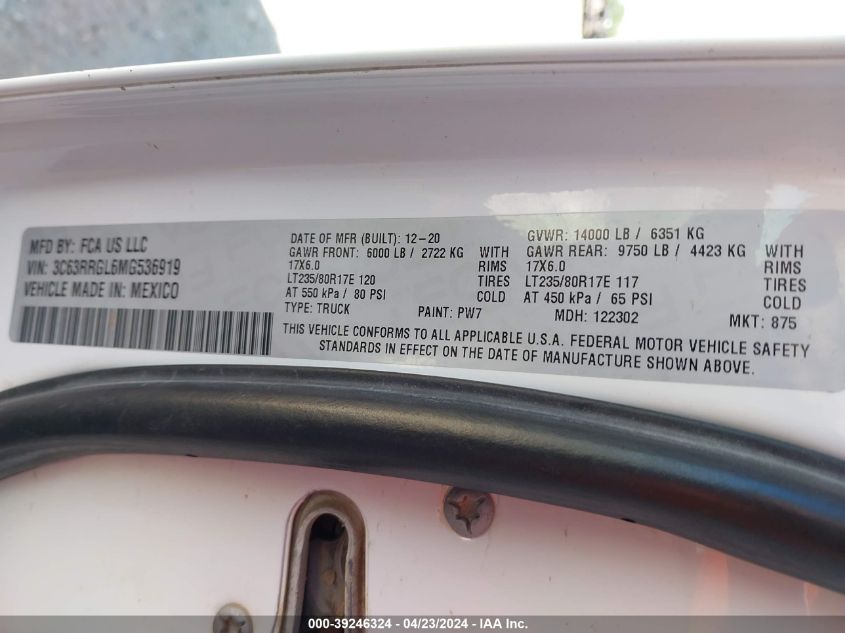 MFD BY: FCA US LLC
VIN: 3C63RRGL6MG536919
VEHICLE MADE IN: MEXICO
DATE OF MFR (BUILT): 12-20
GAWR FRONT: 6000 LB / 2722 KG WITH
17X6.0 RIMS
LT235/80R17E 120 TIRES
AT 550 kPa / 80 PSI COLD
TYPE: TRUCK PAINT: PW7
GVWR: 14000 LB / 6351 KG
GAWR REAR: 9750 LB / 4423 KG WITH
17X6.0 RIMS
LT235/80R17E 117 TIRES
AT 450 kPa / 65 PSI COLD
MDH: 122302 MKT: 875
THIS VEHICLE CONFORMS TO ALL APPLICABLE U.S.A. FEDERAL MOTOR VEHICLE SAFETY
STANDARDS IN EFFECT ON THE DATE OF MANUFACTURE SHOWN ABOVE.
000-39246324 - 04/23/2024 - IAA Inc.